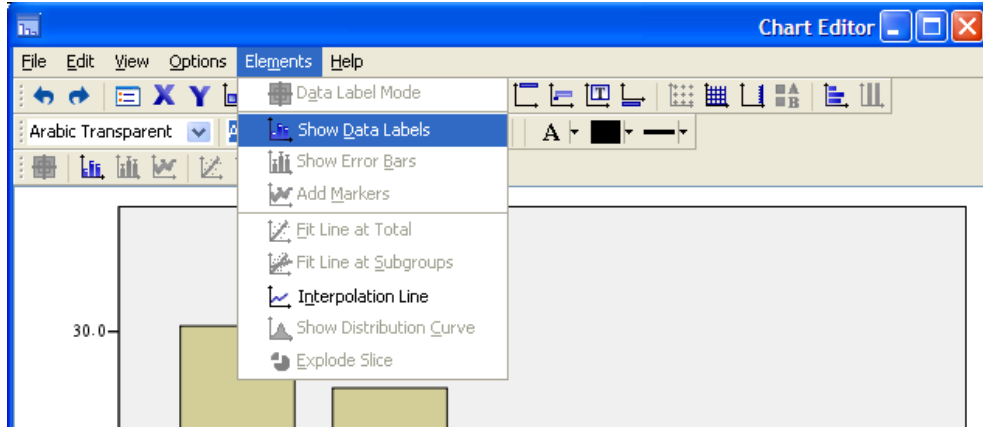 Chart Editor
File Edit View Options Elements Help
Data Label Mode
Arabic Transparent
Show Data Labels
A
Show Error Bars
Add Markers
Fit Line at Total
Fit Line at Subgroups
Interpolation Line
30.0
Show Distribution Curve
Explode Slice